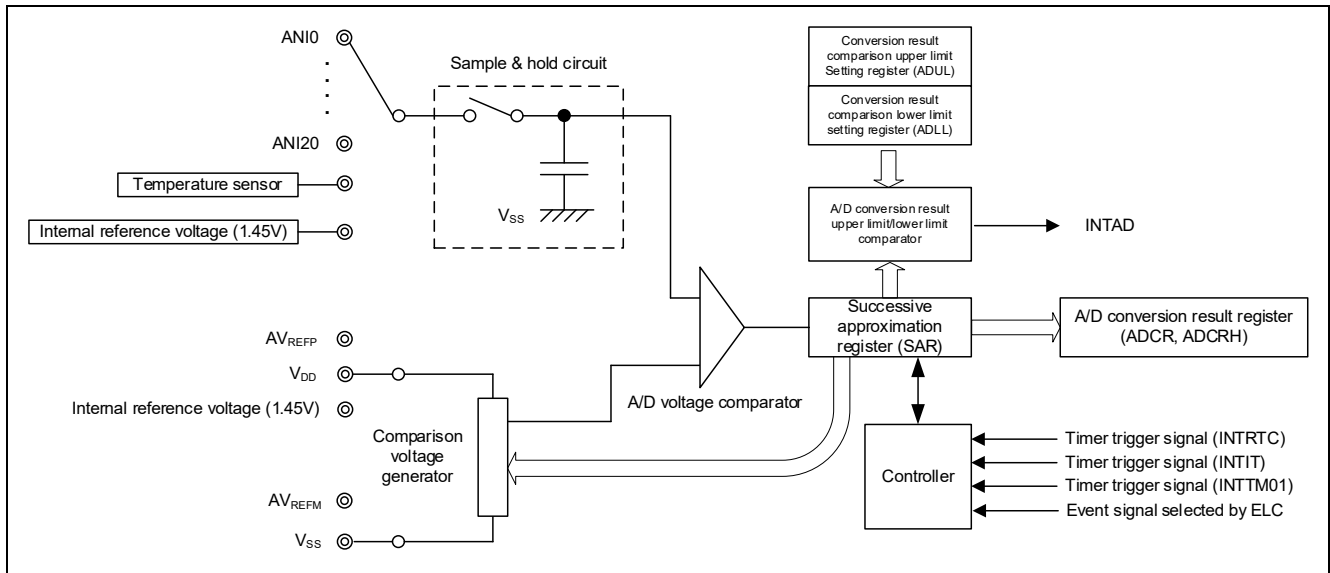 ANI0
ANI20
Temperature sensor
Internal reference voltage (1.45V)
Sample & hold circuit
VSS
Conversion result
comparison upper limit
Setting register (ADUL)
Conversion result
comparison lower limit
setting register (ADLL)
A/D conversion result
upper limit/lower limit
comparator
INTAD
Successive
approximation
register (SAR)
A/D conversion result register
(ADCR, ADCRH)
AVREFP
VDD
Internal reference voltage (1.45V)
Comparison
voltage
generator
A/D voltage comparator
AVREFM
VSS
Controller
Timer trigger signal (INTRTC)
Timer trigger signal (INTIT)
Timer trigger signal (INTTM01)
Event signal selected by ELC